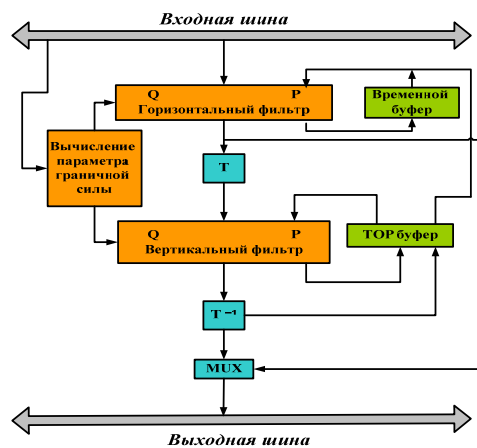 Входная шина
Q P
Горизонтальный фильтр
Временной
буфер
Вычисление
параметра
граничной
силы
T
Q P
Вертикальный фильтр
TOP буфер
T⁻¹
MUX
Выходная шина